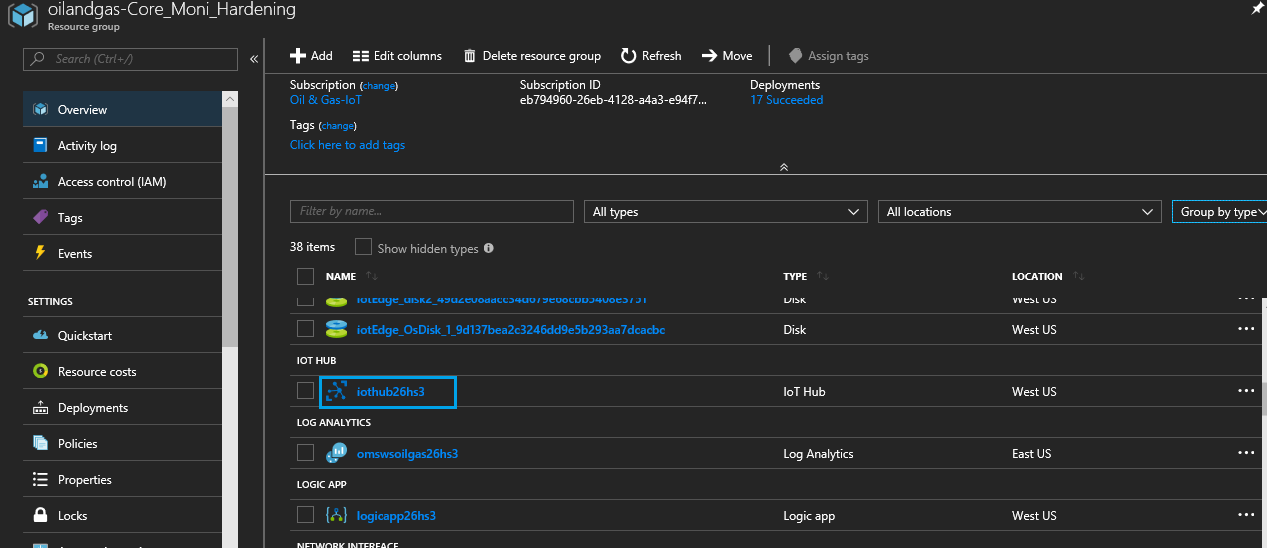 oilandgas-Core_Moni_Hardening
Resource group
Search (Ctrl+/)
«
Overview
Activity log
Access control (IAM)
Tags
Events
SETTINGS
Quickstart
Resource costs
Deployments
Policies
Properties
Locks
Add Edit columns Delete resource group Refresh Move Assign tags
Subscription (change) Subscription ID Deployments
Oil & Gas-IoT eb794960-26eb-4128-a4a3-e94f7... 17 Succeeded
Tags (change)
Click here to add tags
Filter by name... All types All locations Group by type
38 items Show hidden types
NAME TYPE LOCATION
Disk West US
iotEdge_OsDisk_1_9d137bea2c3246dd9e5b293aa7dcacbc Disk West US
IOT HUB
iothub26hs3 IoT Hub West US
LOG ANALYTICS
omswsoilgas26hs3 Log Analytics East US
LOGIC APP
logicapp26hs3 Logic app West US
NETWORK INTERFACE